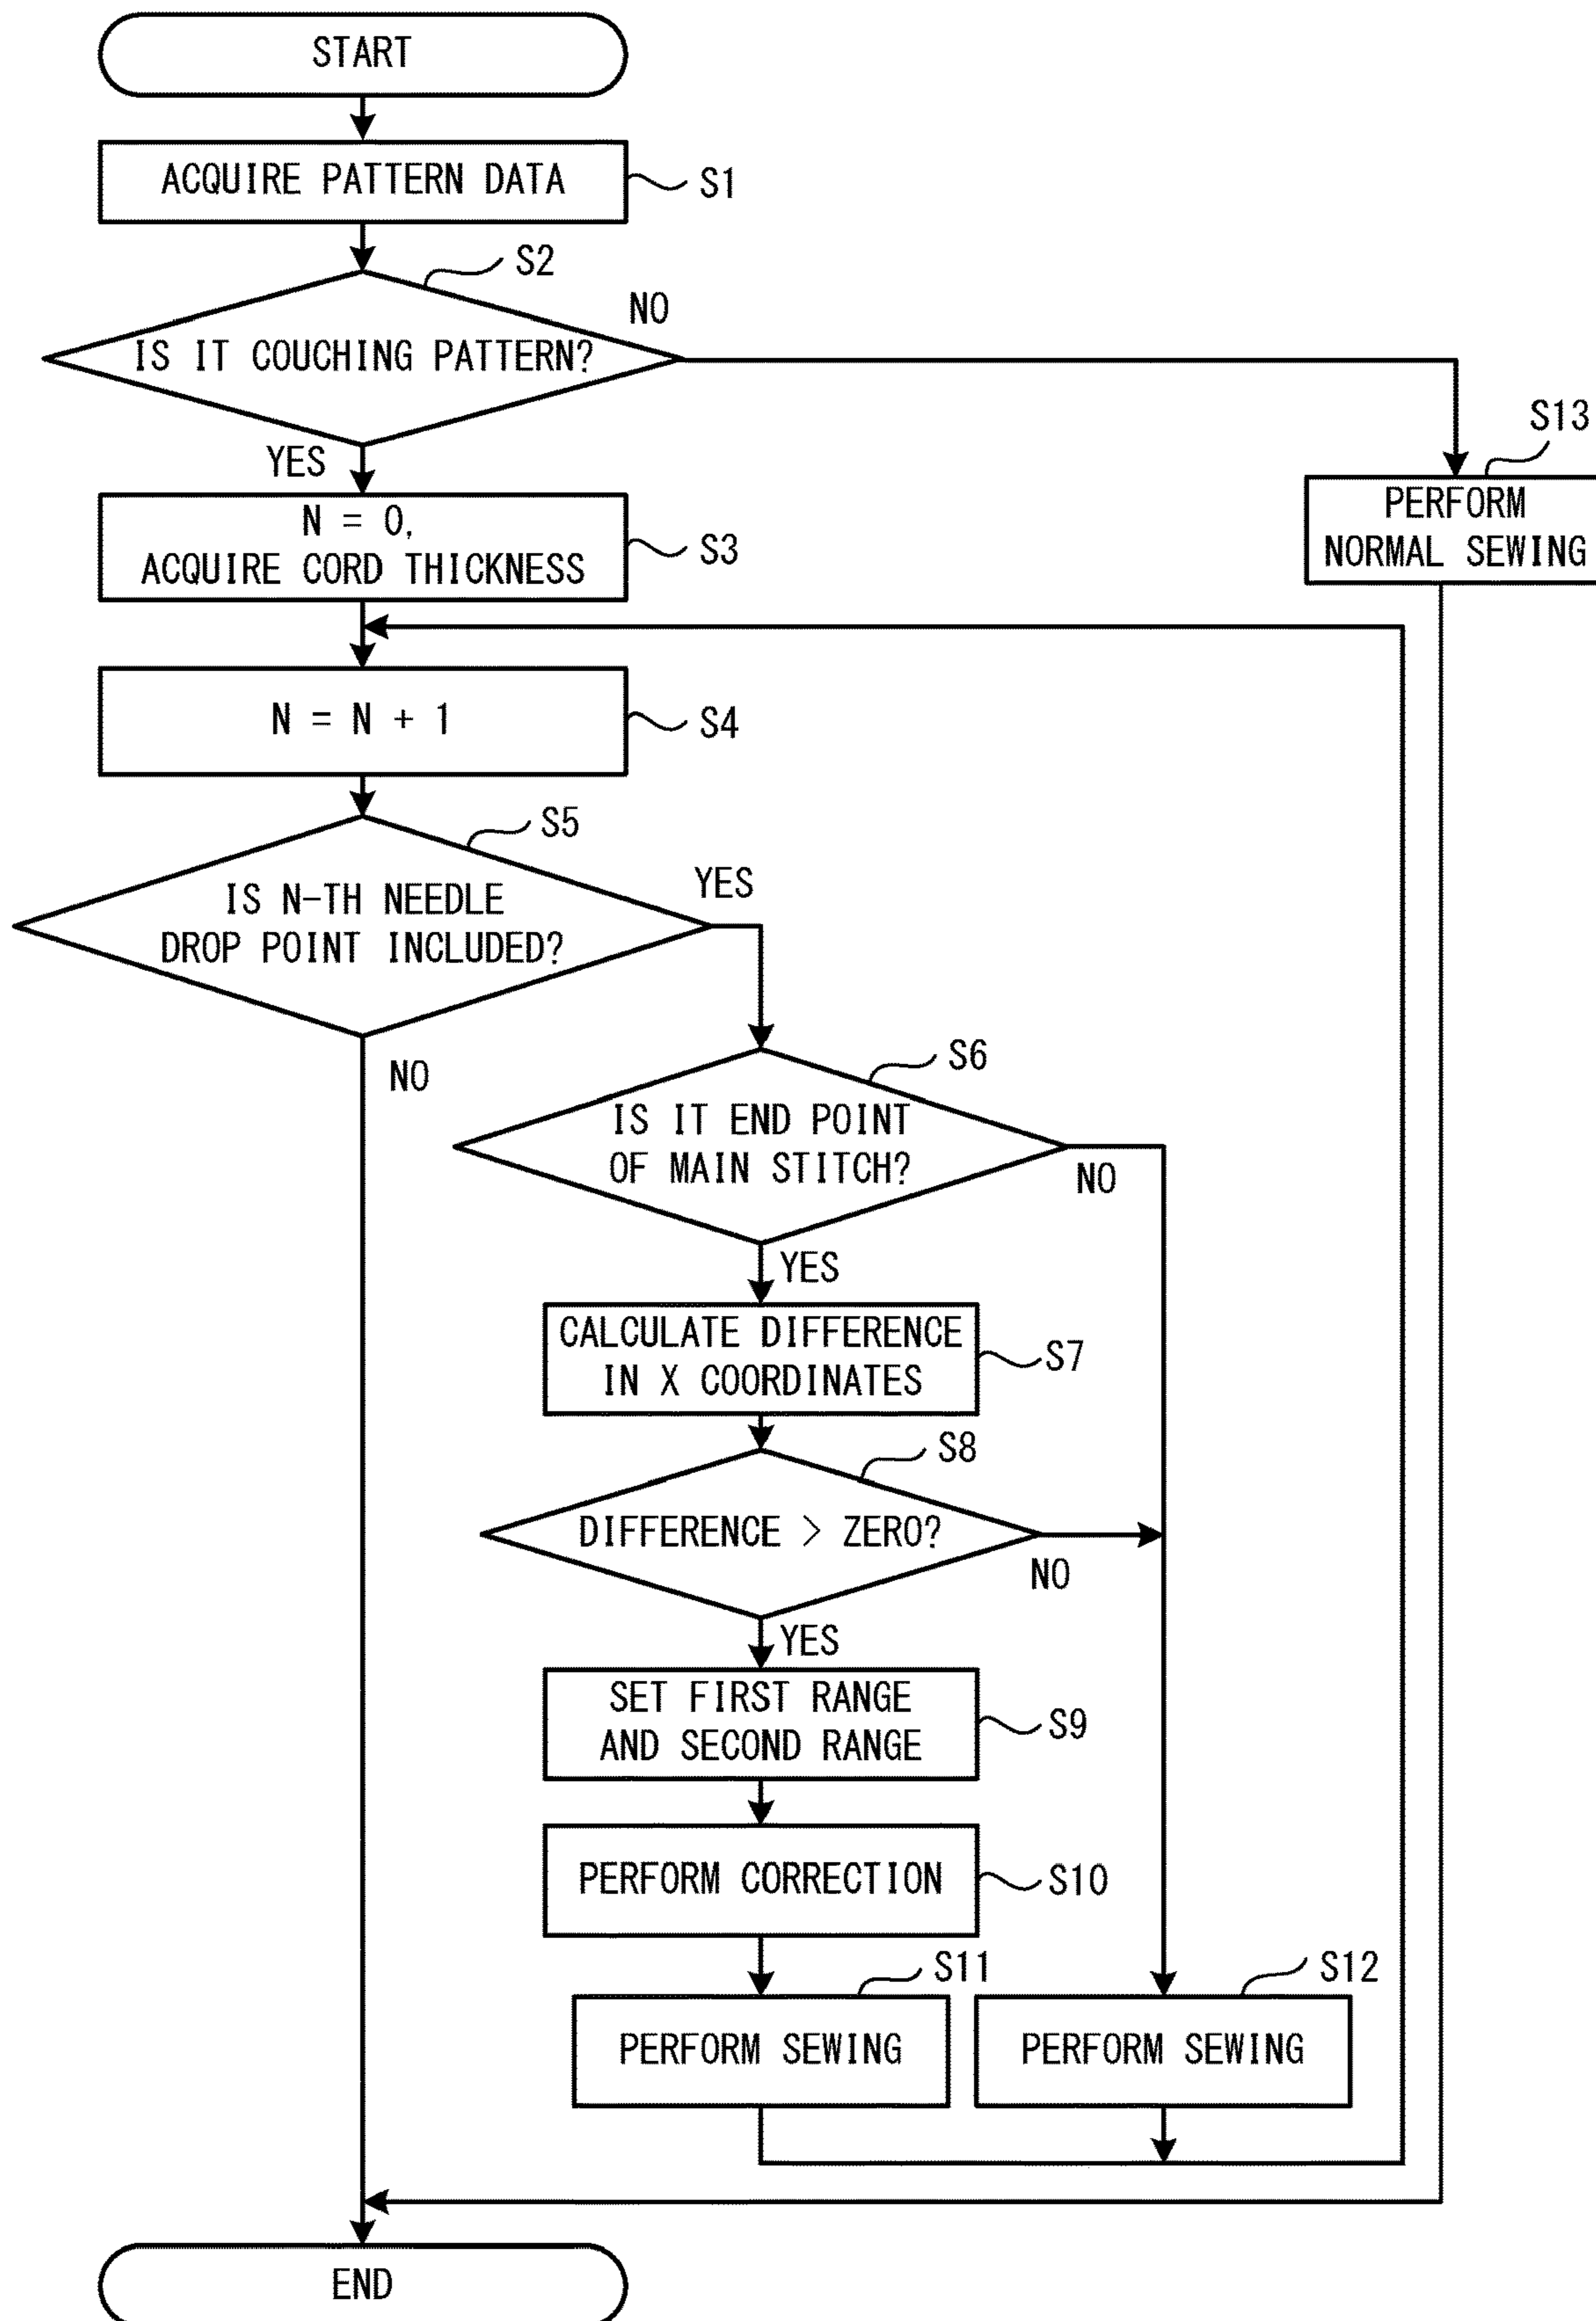 START
ACQUIRE PATTERN DATA
S1
S2
IS IT COUCHING PATTERN?
NO
YES
S13
PERFORM
NORMAL SEWING
N = 0,
ACQUIRE CORD THICKNESS
S3
N = N + 1
S4
S5
IS N-TH NEEDLE
DROP POINT INCLUDED?
YES
NO
S6
IS IT END POINT
OF MAIN STITCH?
NO
YES
CALCULATE DIFFERENCE
IN X COORDINATES
S7
S8
DIFFERENCE > ZERO?
NO
YES
SET FIRST RANGE
AND SECOND RANGE
S9
PERFORM CORRECTION
S10
S11
PERFORM SEWING
S12
PERFORM SEWING
END